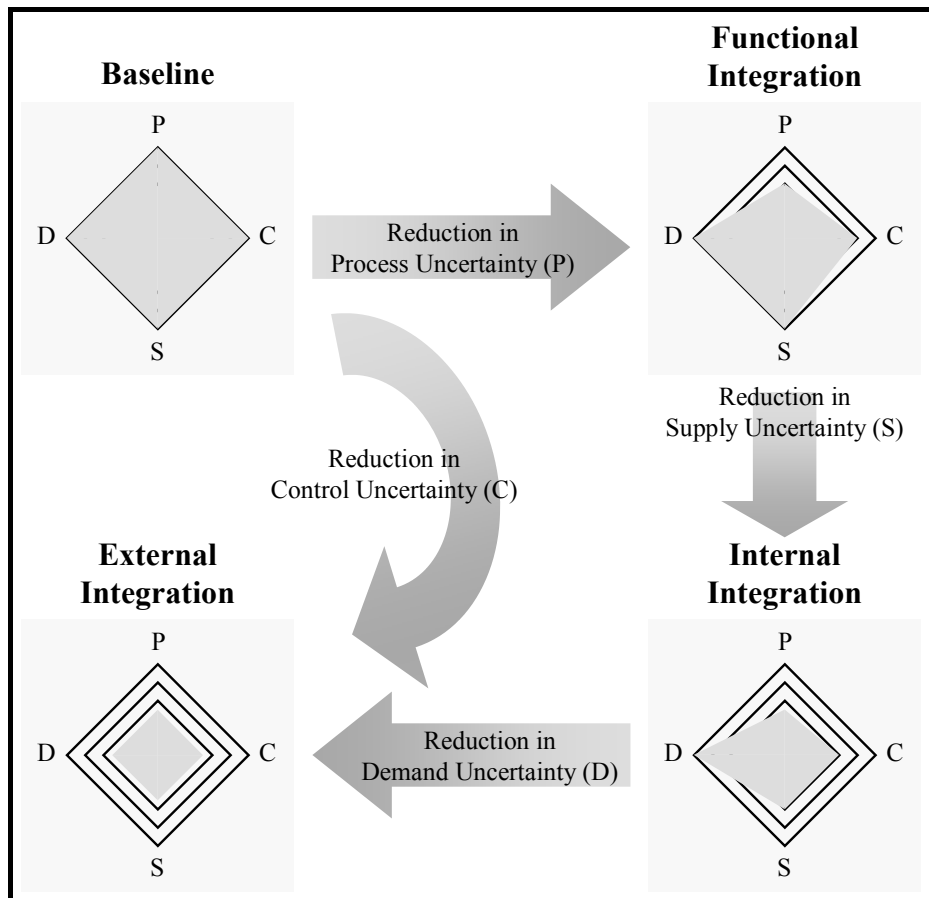 Baseline
P
D
C
S
Reduction in
Process Uncertainty (P)
Functional
Integration
P
D
C
S
Reduction in
Supply Uncertainty (S)
Reduction in
Control Uncertainty (C)
External
Integration
P
D
C
S
Reduction in
Demand Uncertainty (D)
Internal
Integration
P
D
C
S